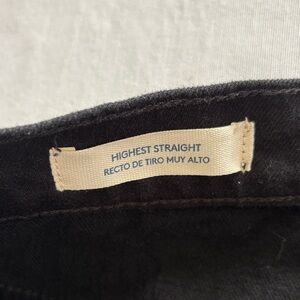 HIGHEST STRAIGHT
RECTO DE TIRO MUY ALTO